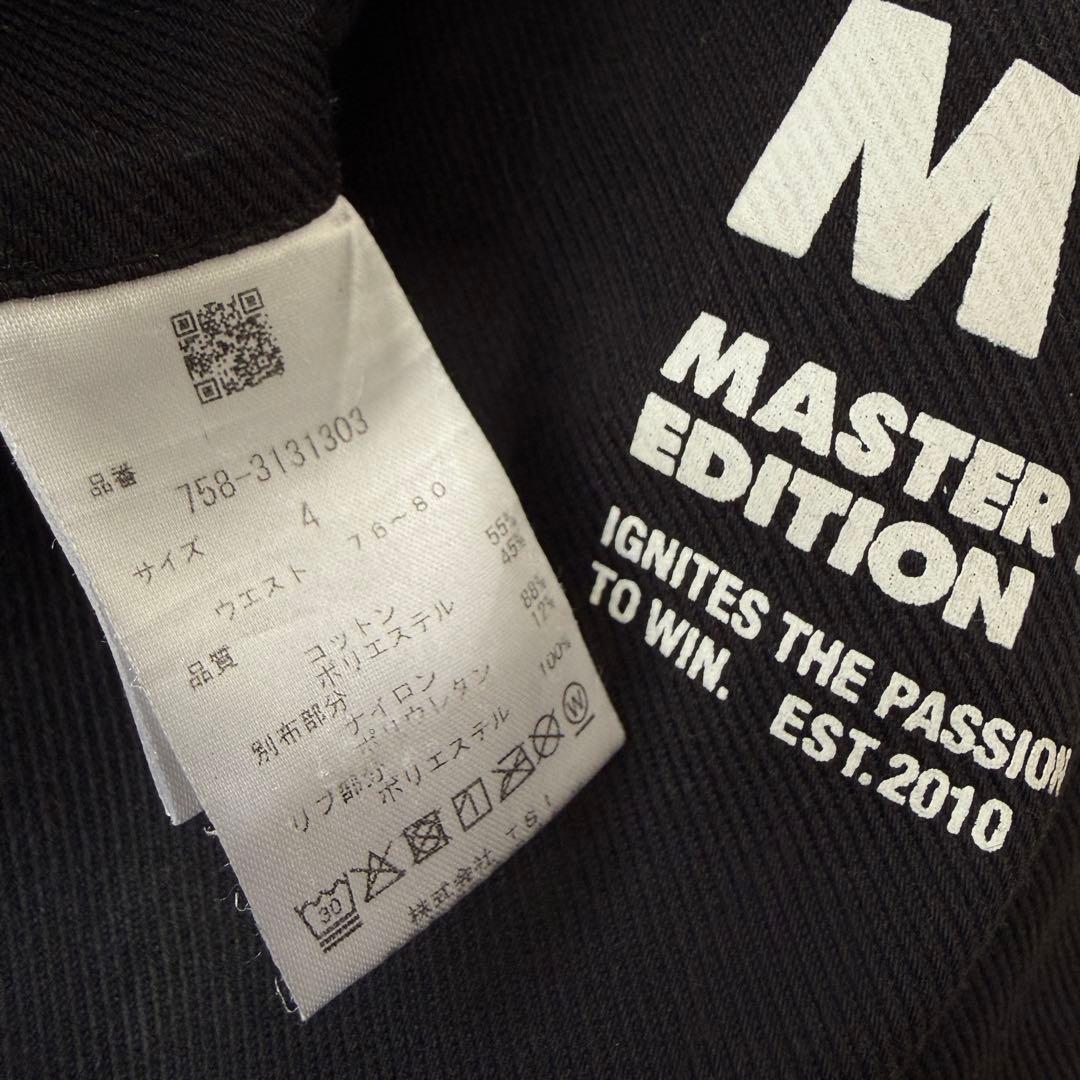 品番 758-3131303
サイズ 4
ウエスト 76~80
品質 コットン 55%
ポリエステル 45%
別布部分
ナイロン 88%
ポリウレタン 12%
リブ部分
ポリエステル 100%
30
W
株式会社 TSI
M
MASTER
EDITION
IGNITES THE PASSION
TO WIN. EST.2010